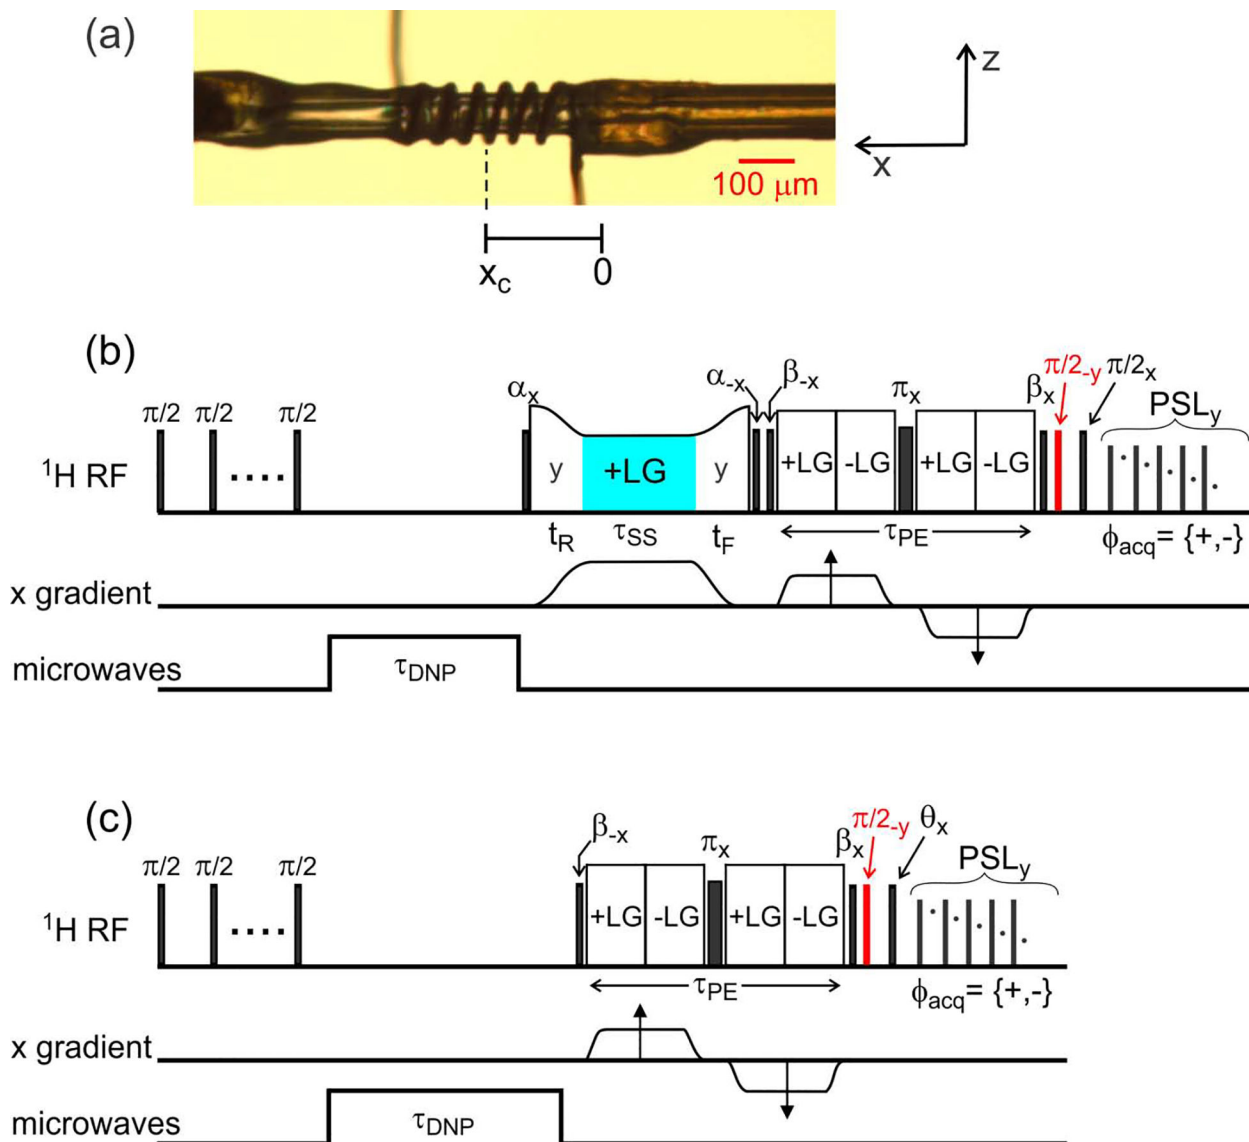 (a)
z
x
100 μm
x_c 0
(b)
π/2 π/2 π/2 α_x α_-x β_-x π_x β_x π/2_-y π/2_x PSL_y
¹H RF .... y +LG y +LG -LG +LG -LG
t_R τ_SS t_F τ_PE ϕ_acq= {+,-}
x gradient
microwaves τ_DNP
(c)
π/2 π/2 π/2 β_-x π_x β_x π/2_-y θ_x PSL_y
¹H RF .... +LG -LG +LG -LG
τ_PE ϕ_acq= {+,-}
x gradient
microwaves τ_DNP